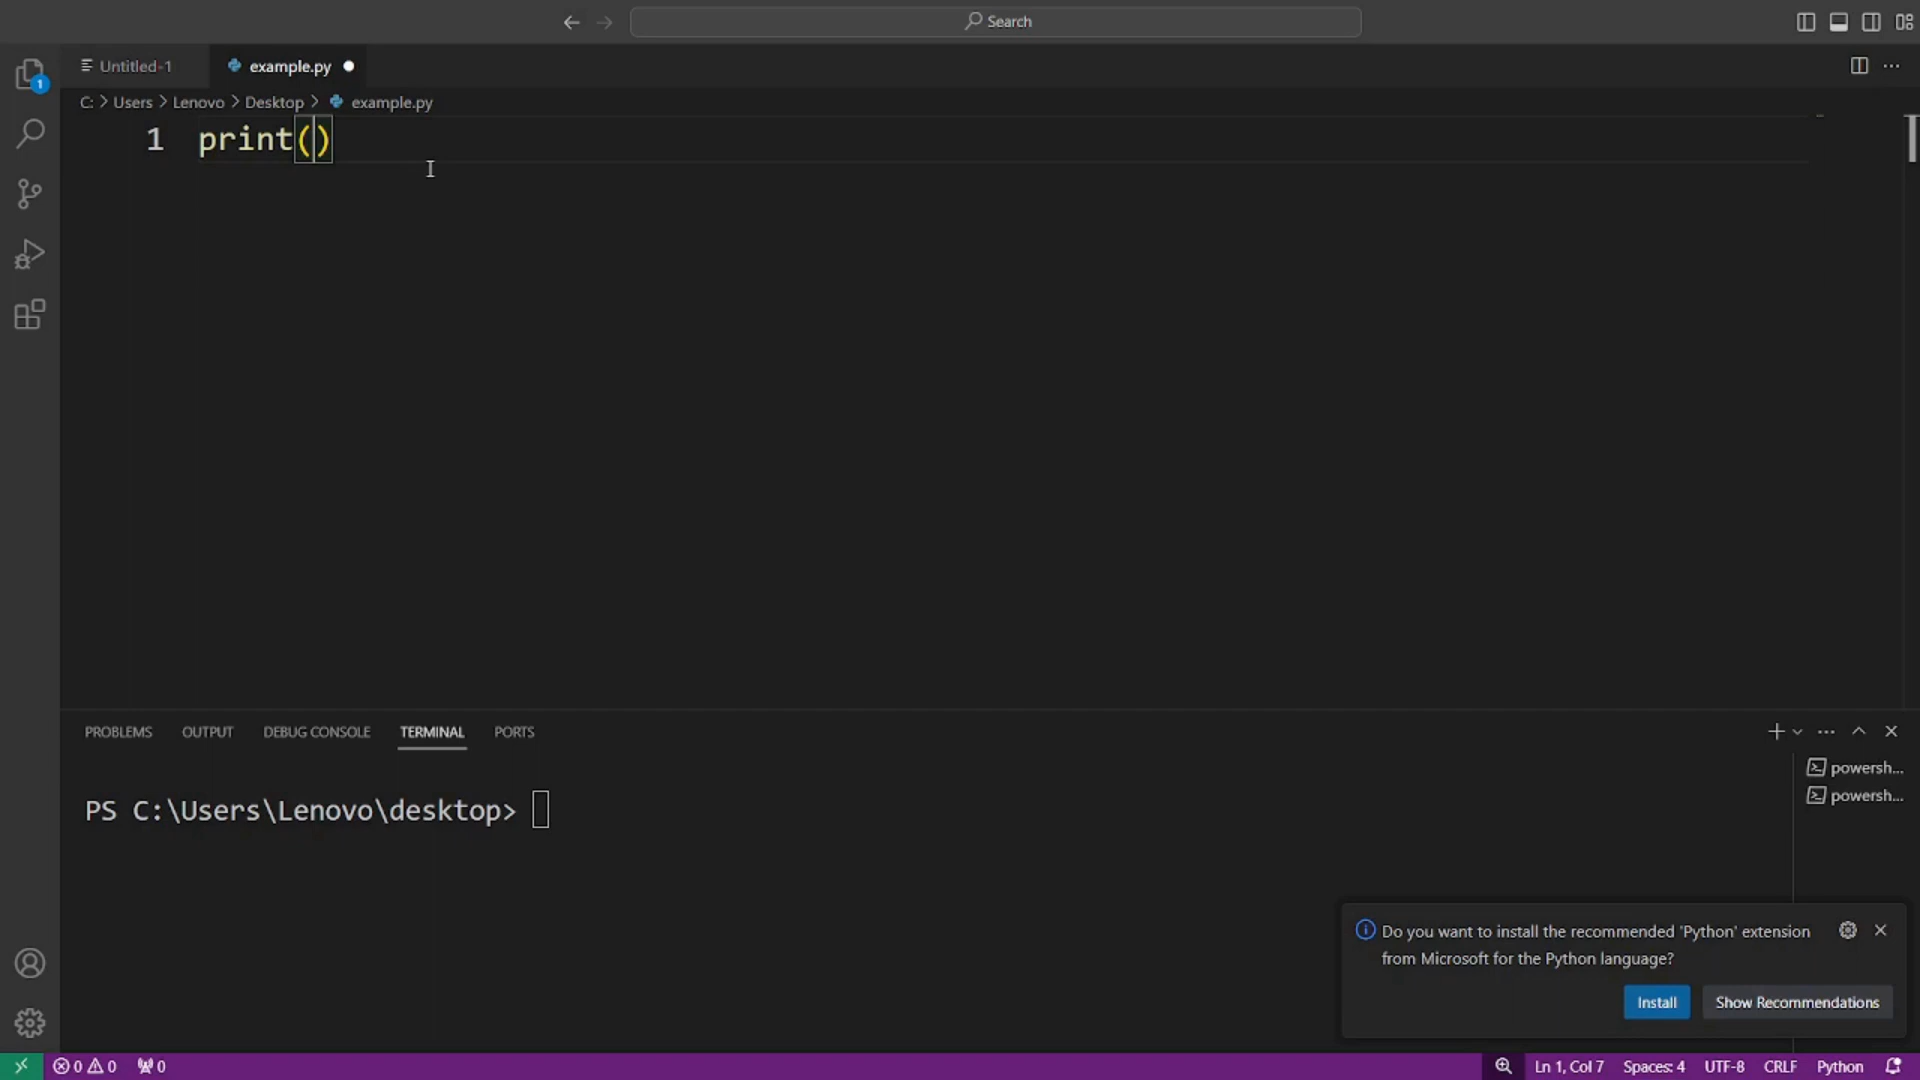 Search
Untitled-1 example.py
C: > Users > Lenovo > Desktop > example.py
1 print()
PROBLEMS OUTPUT DEBUG CONSOLE TERMINAL PORTS
powersh...
powersh...
PS C:\Users\Lenovo\desktop>
Do you want to install the recommended 'Python' extension
from Microsoft for the Python language?
Install Show Recommendations
0 0 0 Ln 1, Col 7 Spaces: 4 UTF-8 CRLF Python
1